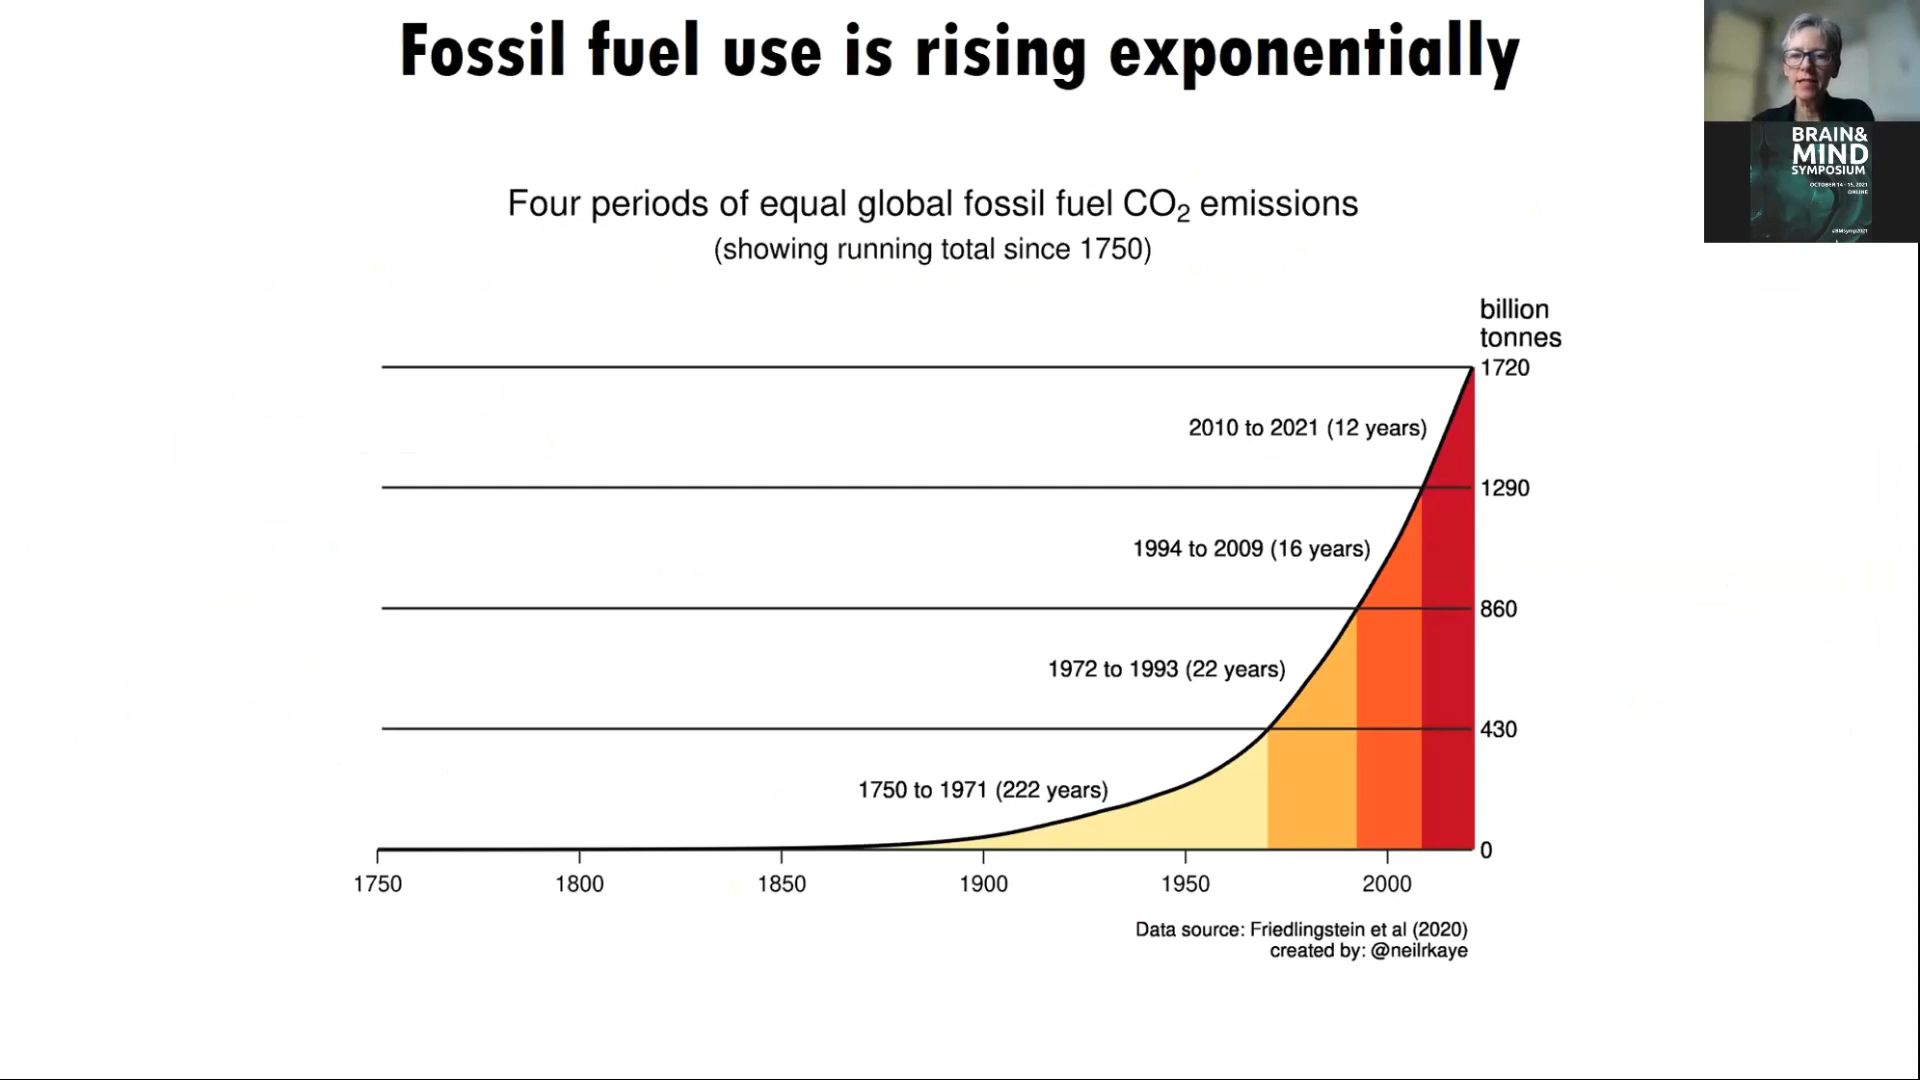 Fossil fuel use is rising exponentially
BRAIN&
MIND
SYMPOSIUM
OCTOBER 14 - 15, 2021
ONLINE
#BMSymp2021
Four periods of equal global fossil fuel CO₂ emissions
(showing running total since 1750)
billion
tonnes
1720
2010 to 2021 (12 years)
1290
1994 to 2009 (16 years)
860
1972 to 1993 (22 years)
430
1750 to 1971 (222 years)
0
1750 1800 1850 1900 1950 2000
Data source: Friedlingstein et al (2020)
created by: @neilrkaye